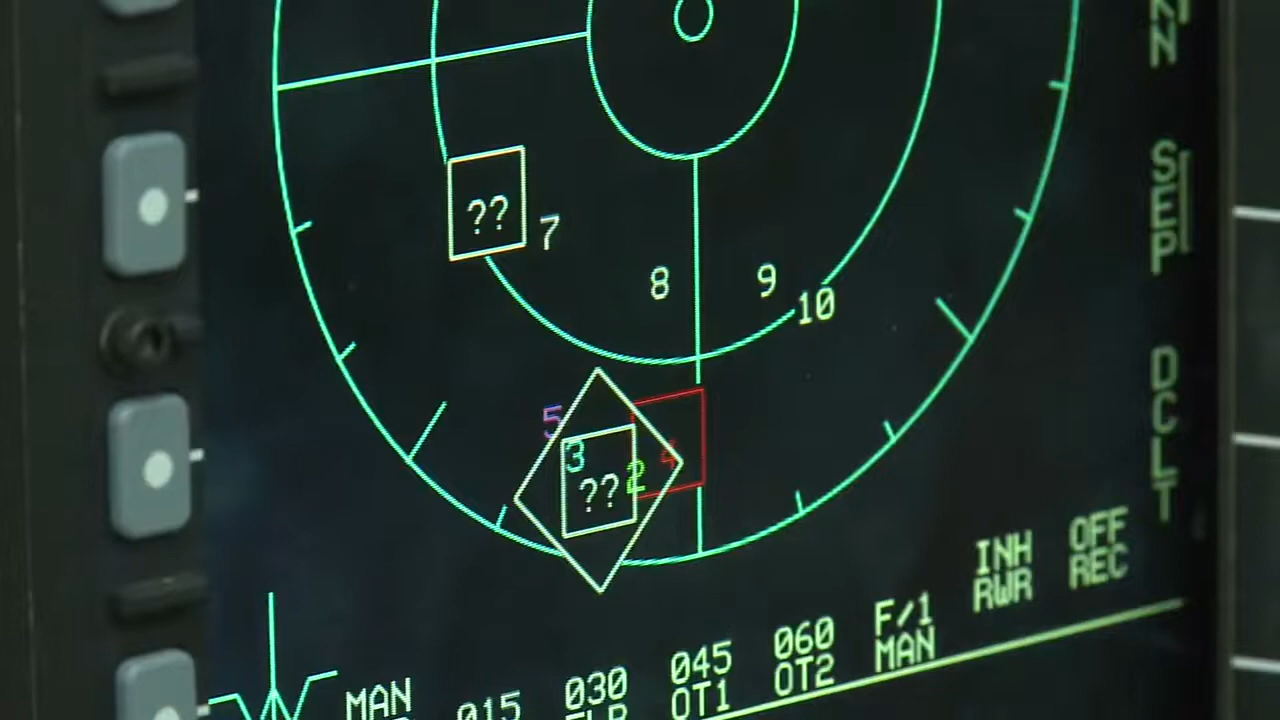 N
SEP
??
7
8
9
10
5
3
??
2
4
DCLT
INH
RWR
OFF
REC
MAN
015
030
045
OT1
060
OT2
F/1
MAN